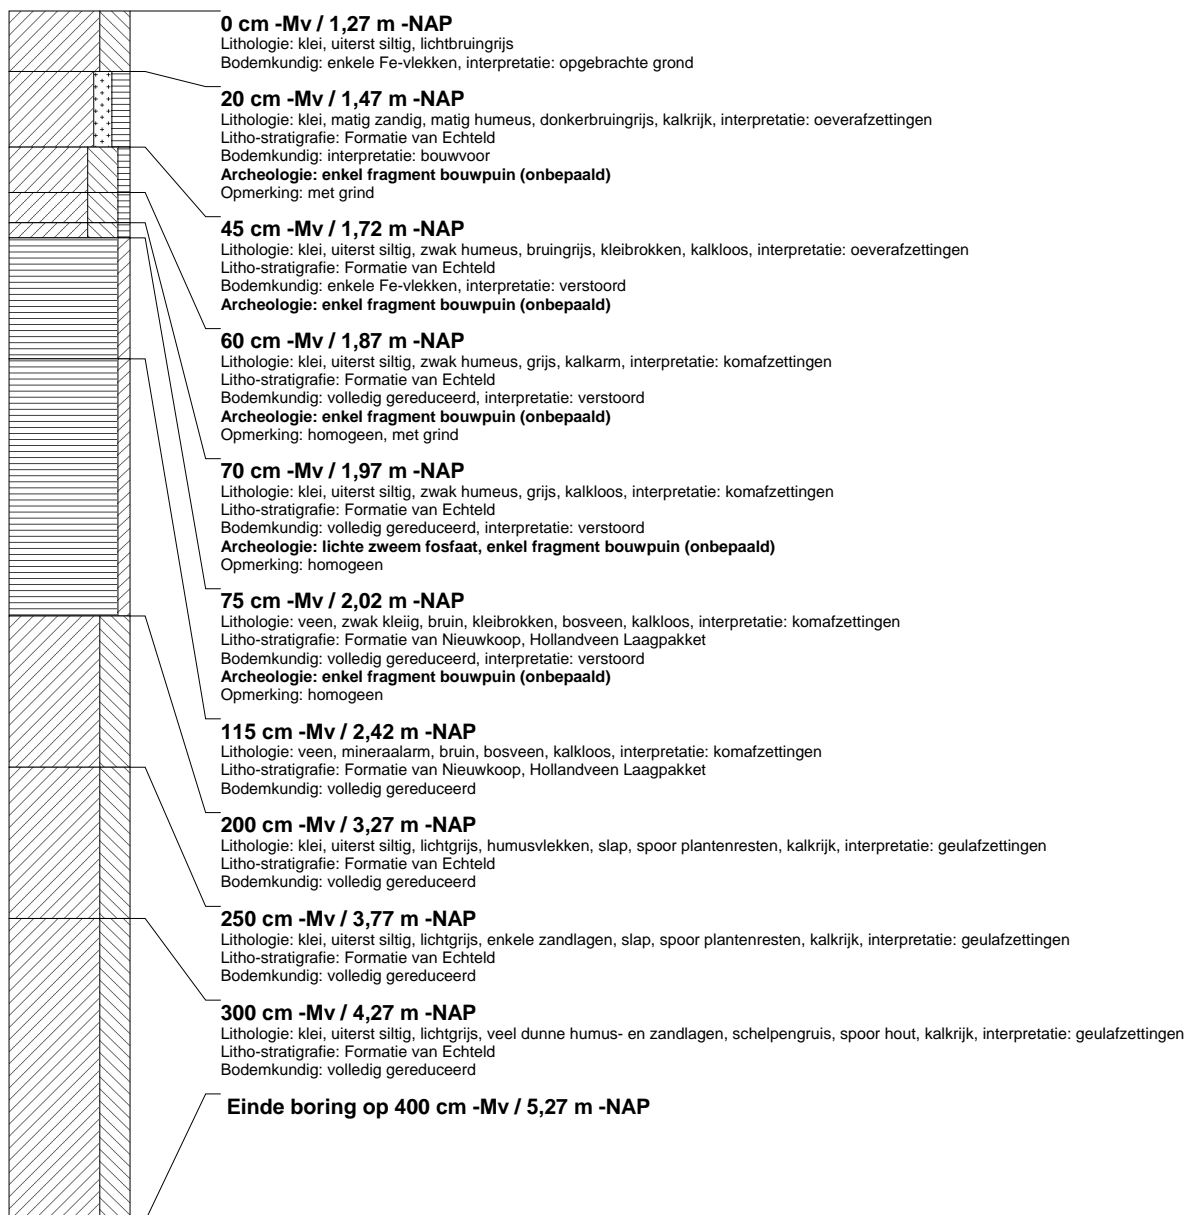 0 cm -Mv / 1,27 m -NAP
Lithologie: klei, uiterst siltig, lichtbruingrijs
Bodemkundig: enkele Fe-vlekken, interpretatie: opgebrachte grond
20 cm -Mv / 1,47 m -NAP
Lithologie: klei, matig zandig, matig humeus, donkerbruingrijs, kalkrijk, interpretatie: oeverafzettingen
Litho-stratigrafie: Formatie van Echteld
Bodemkundig: interpretatie: bouwvoor
Archeologie: enkel fragment bouwpuin (onbepaald)
Opmerking: met grind
45 cm -Mv / 1,72 m -NAP
Lithologie: klei, uiterst siltig, zwak humeus, bruingrijs, kleibrokken, kalkloos, interpretatie: oeverafzettingen
Litho-stratigrafie: Formatie van Echteld
Bodemkundig: enkele Fe-vlekken, interpretatie: verstoord
Archeologie: enkel fragment bouwpuin (onbepaald)
60 cm -Mv / 1,87 m -NAP
Lithologie: klei, uiterst siltig, zwak humeus, grijs, kalkarm, interpretatie: komafzettingen
Litho-stratigrafie: Formatie van Echteld
Bodemkundig: volledig gereduceerd, interpretatie: verstoord
Archeologie: enkel fragment bouwpuin (onbepaald)
Opmerking: homogeen, met grind
70 cm -Mv / 1,97 m -NAP
Lithologie: klei, uiterst siltig, zwak humeus, grijs, kalkloos, interpretatie: komafzettingen
Litho-stratigrafie: Formatie van Echteld
Bodemkundig: volledig gereduceerd, interpretatie: verstoord
Archeologie: lichte zweem fosfaat, enkel fragment bouwpuin (onbepaald)
Opmerking: homogeen
75 cm -Mv / 2,02 m -NAP
Lithologie: veen, zwak kleiig, bruin, kleibrokken, bosveen, kalkloos, interpretatie: komafzettingen
Litho-stratigrafie: Formatie van Nieuwkoop, Hollandveen Laagpakket
Bodemkundig: volledig gereduceerd, interpretatie: verstoord
Archeologie: enkel fragment bouwpuin (onbepaald)
Opmerking: homogeen
115 cm -Mv / 2,42 m -NAP
Lithologie: veen, mineraalarm, bruin, bosveen, kalkloos, interpretatie: komafzettingen
Litho-stratigrafie: Formatie van Nieuwkoop, Hollandveen Laagpakket
Bodemkundig: volledig gereduceerd
200 cm -Mv / 3,27 m -NAP
Lithologie: klei, uiterst siltig, lichtgrijs, humusvlekken, slap, spoor plantenresten, kalkrijk, interpretatie: geulafzettingen
Litho-stratigrafie: Formatie van Echteld
Bodemkundig: volledig gereduceerd
250 cm -Mv / 3,77 m -NAP
Lithologie: klei, uiterst siltig, lichtgrijs, enkele zandlagen, slap, spoor plantenresten, kalkrijk, interpretatie: geulafzettingen
Litho-stratigrafie: Formatie van Echteld
Bodemkundig: volledig gereduceerd
300 cm -Mv / 4,27 m -NAP
Lithologie: klei, uiterst siltig, lichtgrijs, veel dunne humus- en zandlagen, schelpengruis, spoor hout, kalkrijk, interpretatie: geulafzettingen
Litho-stratigrafie: Formatie van Echteld
Bodemkundig: volledig gereduceerd
Einde boring op 400 cm -Mv / 5,27 m -NAP